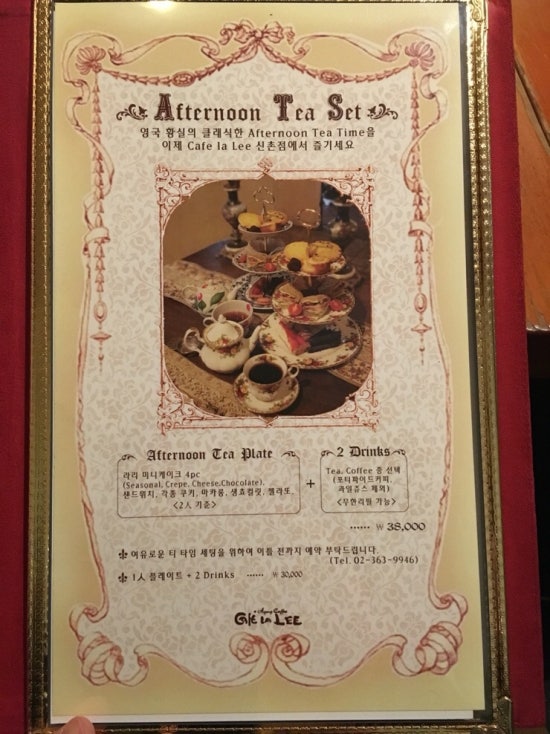 Afternoon Tea Set
영국 황실의 클래식한 Afternoon Tea Time을
이제 Cafe la Lee 신촌점에서 즐기세요
Afternoon Tea Plate
라리 미니케이크 4pc
(Seasonal, Crepe, Cheese,Chocolate),
샌드위치, 각종 쿠키, 마카롱, 생효컬릿, 젤라또,
<2人 기준>
+
2 Drinks
Tea, Coffee 중 선택
(포타파이드커피,
과일쥬스 제외)
<무한리필 가능>
...... ₩ 38,000
여유로운 티 타임 세팅을 위하여 이틀 전까지 예약 부탁드립니다.
(Tel. 02-363-9946)
1人 플레이트 + 2 Drinks ...... ₩ 30,000
Cafe la Lee